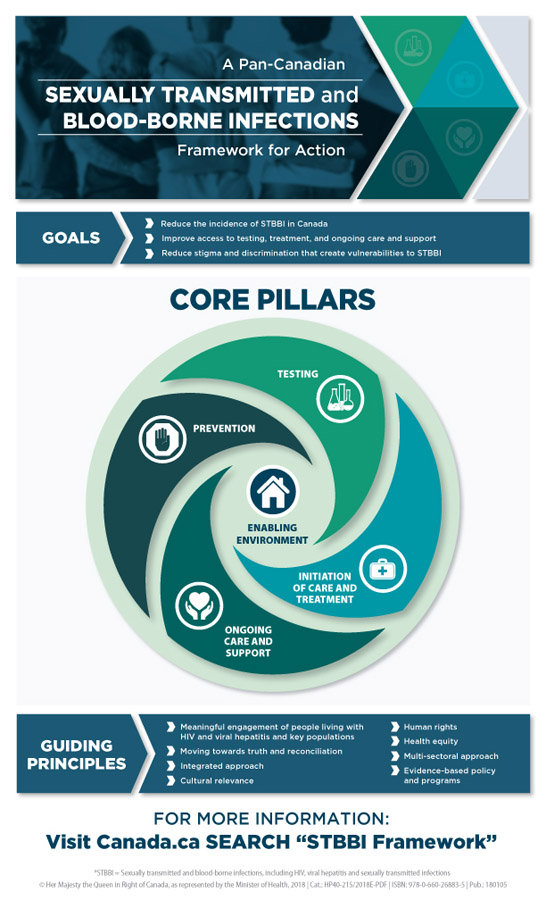 A Pan-Canadian
SEXUALLY TRANSMITTED and
BLOOD-BORNE INFECTIONS
Framework for Action
GOALS
Reduce the incidence of STBBI in Canada
Improve access to testing, treatment, and ongoing care and support
Reduce stigma and discrimination that create vulnerabilities to STBBI
CORE PILLARS
TESTING
PREVENTION
ENABLING
ENVIRONMENT
INITIATION
OF CARE AND
TREATMENT
ONGOING
CARE AND
SUPPORT
GUIDING
PRINCIPLES
Meaningful engagement of people living with
HIV and viral hepatitis and key populations
Moving towards truth and reconciliation
Integrated approach
Cultural relevance
Human rights
Health equity
Multi-sectoral approach
Evidence-based policy
and programs
FOR MORE INFORMATION:
Visit Canada.ca SEARCH “STBBI Framework”
*STBBI = Sexually transmitted and blood-borne infections, including HIV, viral hepatitis and sexually transmitted infections
© Her Majesty the Queen in Right of Canada, as represented by the Minister of Health, 2018 | Cat.: HP40-215/2018E-PDF | ISBN: 978-0-660-26883-5 | Pub.: 180105